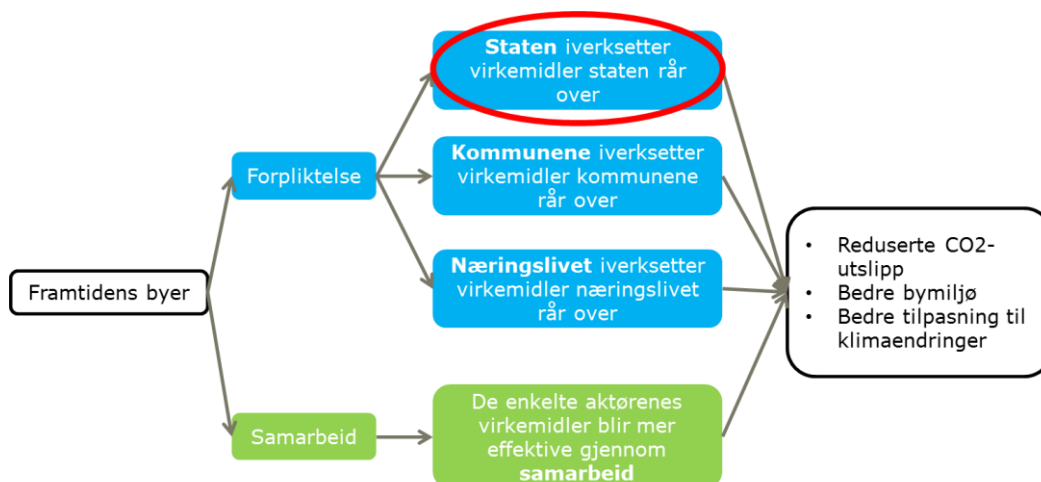 Staten iverksetter
virkemidler staten rår
over
Forpliktelse
Kommunene iverksetter
virkemidler kommunene
rår over
Framtidens byer
Næringslivet iverksetter
virkemidler næringslivet
rår over
• Reduserte CO2-
utslipp
• Bedre bymiljø
• Bedre tilpasning til
klimaendringer
Samarbeid
De enkelte aktørenes
virkemidler blir mer
effektive gjennom
samarbeid